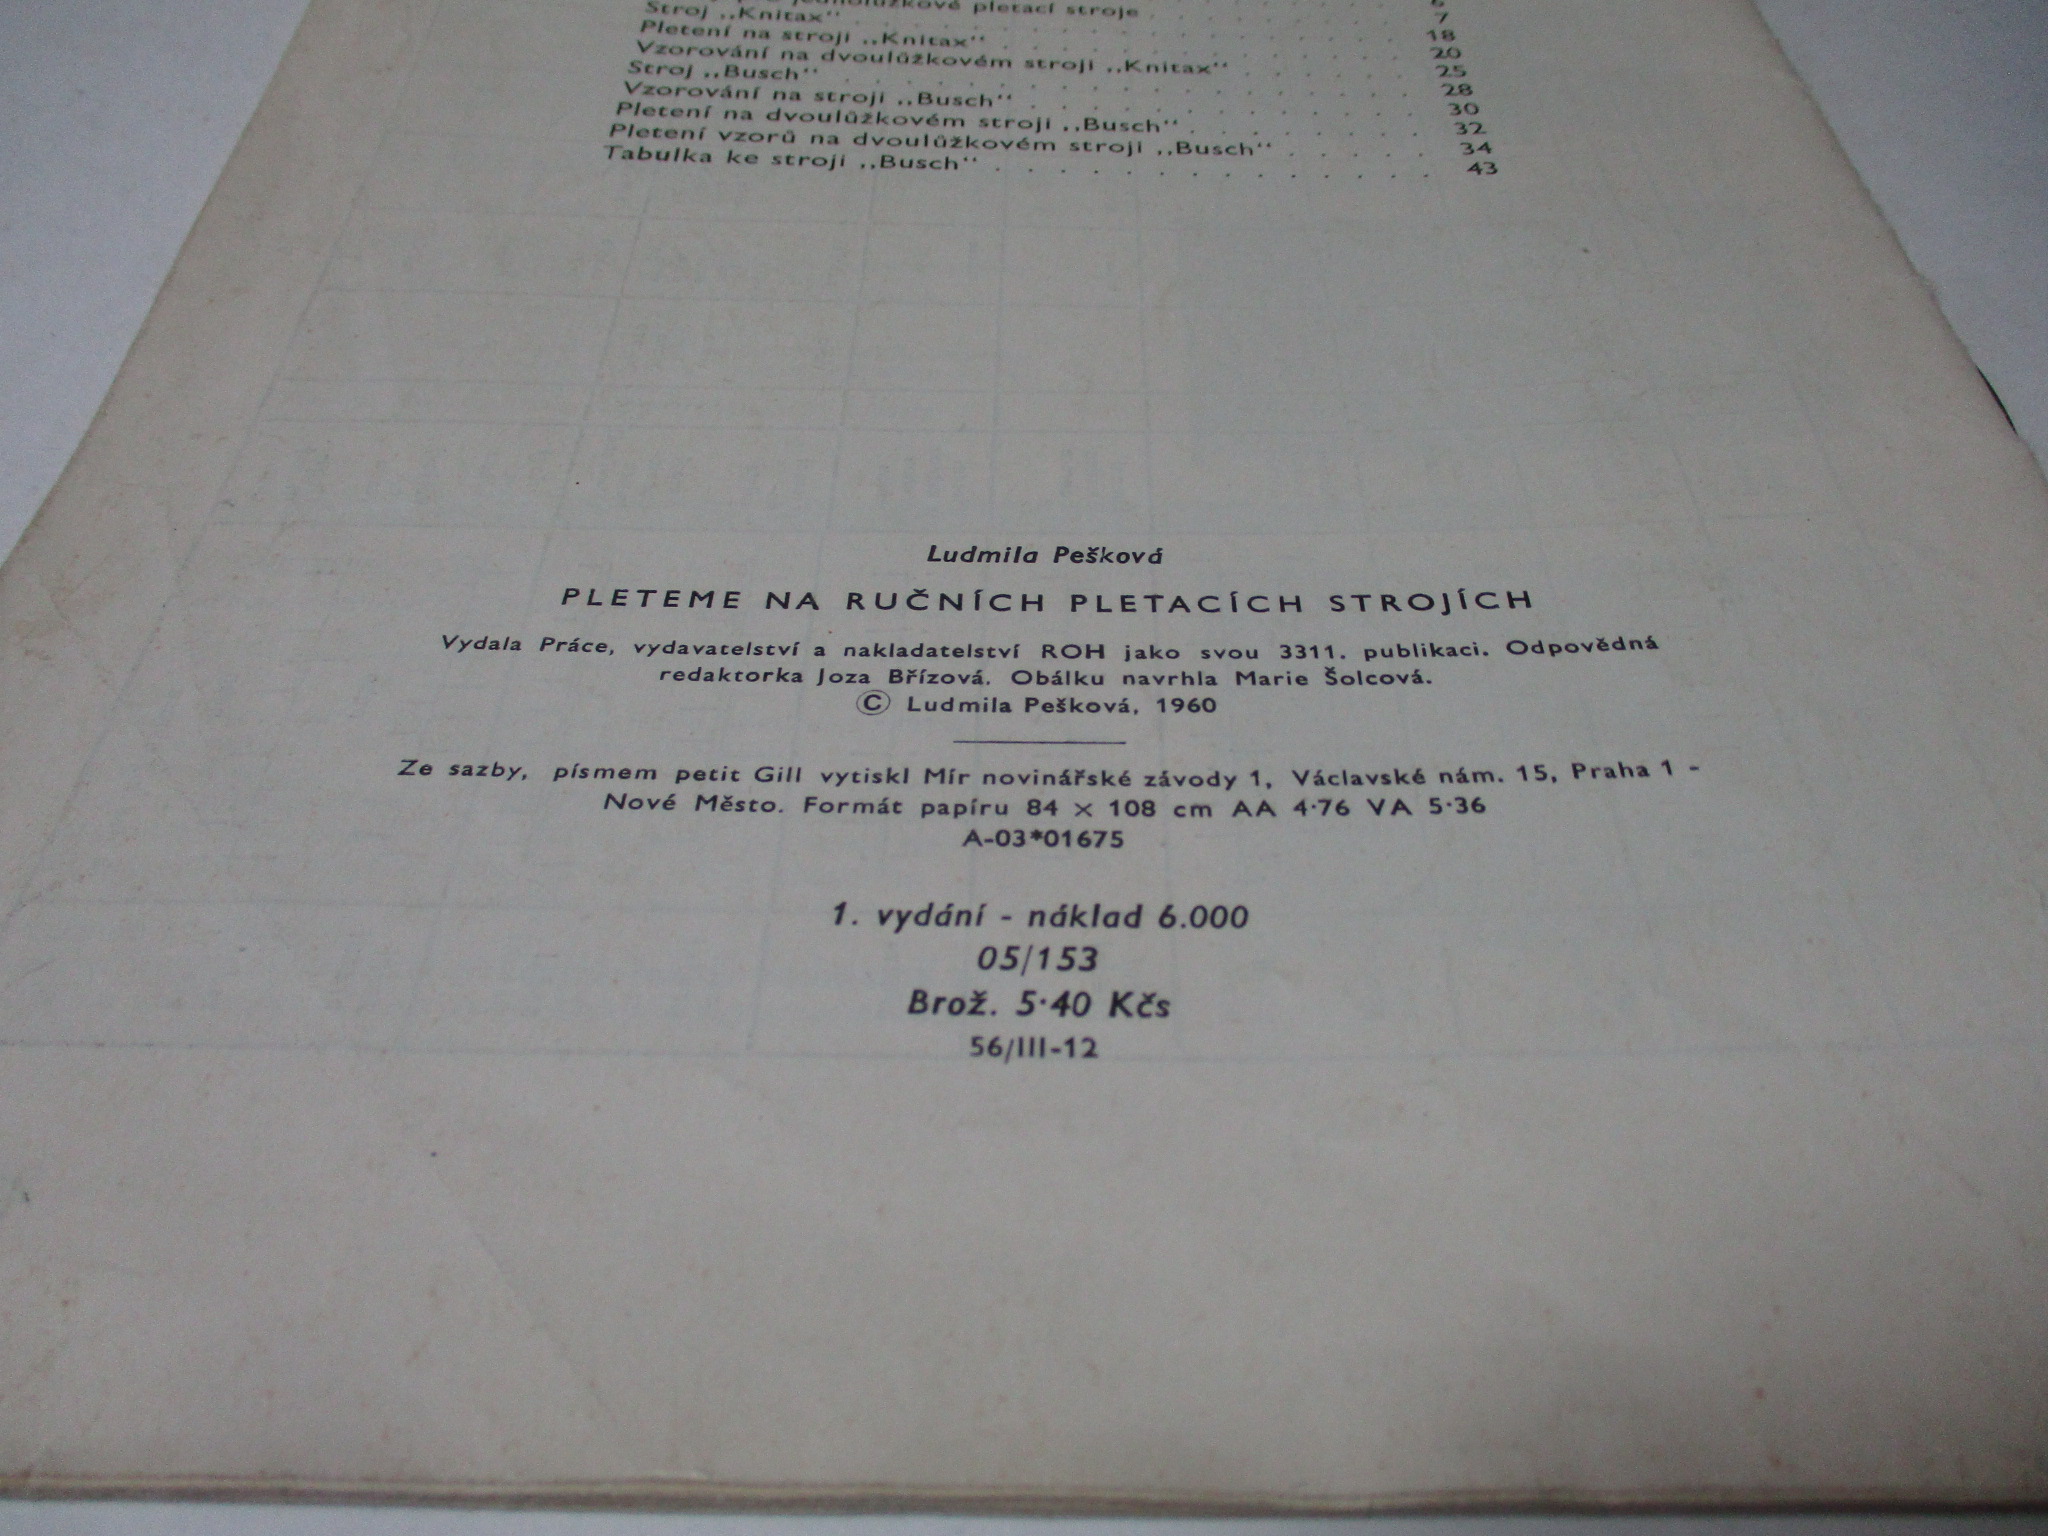 jednolůžkové pletací stroje . . . . . . . . . 6
Stroj „Knitax“ . . . . . . . . . . . . . . . 7
Pletení na stroji „Knitax“ . . . . . . . . . . . . 18
Vzorování na dvoulůžkovém stroji „Knitax“ . . . . . . 20
Stroj „Busch“ . . . . . . . . . . . . . . . 25
Vzorování na stroji „Busch“ . . . . . . . . . . . 28
Pletení na dvoulůžkovém stroji „Busch“ . . . . . . . 30
Pletení vzorů na dvoulůžkovém stroji „Busch“ . . . . . 32
34
Tabulka ke stroji „Busch“ . . . . . . . . . . . . . . 43
Ludmila Pešková
PLETEME NA RUČNÍCH PLETACÍCH STROJÍCH
Vydala Práce, vydavatelství a nakladatelství ROH jako svou 3311. publikaci. Odpovědná
redaktorka Joza Břízová. Obálku navrhla Marie Šolcová.
© Ludmila Pešková, 1960
Ze sazby, písmem petit Gill vytiskl Mír novinářské závody 1, Václavské nám. 15, Praha 1 -
Nové Město. Formát papíru 84 × 108 cm AA 4·76 VA 5·36
A-03*01675
1. vydání - náklad 6.000
05/153
Brož. 5·40 Kčs
56/III-12